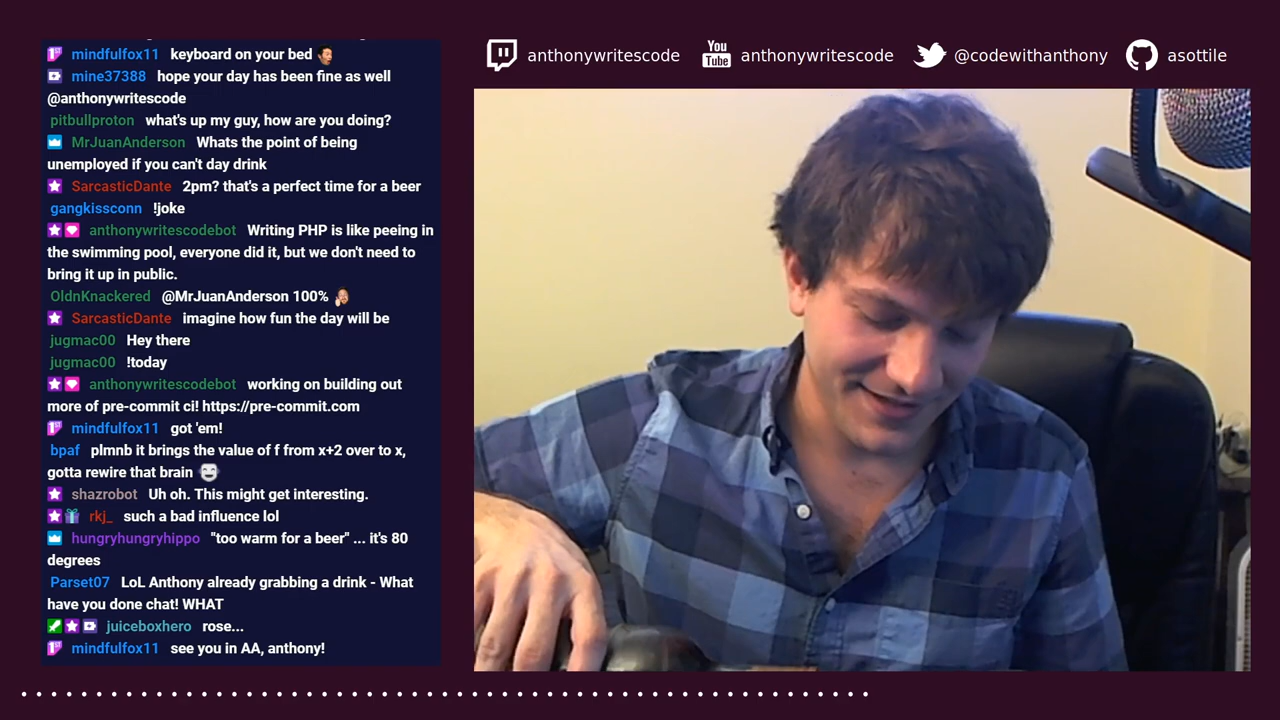 anthonywritescode
You
Tube
anthonywritescode
@codewithanthony
asottile
mindfulfox11 keyboard on your bed
mine37388 hope your day has been fine as well
@anthonywritescode
pitbullproton what's up my guy, how are you doing?
MrJuanAnderson Whats the point of being
unemployed if you can't day drink
SarcasticDante 2pm? that's a perfect time for a beer
gangkissconn !joke
anthonywritescodebot Writing PHP is like peeing in
the swimming pool, everyone did it, but we don't need to
bring it up in public.
OldnKnackered @MrJuanAnderson 100%
SarcasticDante imagine how fun the day will be
jugmac00 Hey there
jugmac00 !today
anthonywritescodebot working on building out
more of pre-commit ci! https://pre-commit.com
mindfulfox11 got 'em!
bpaf plmnb it brings the value of f from x+2 over to x,
gotta rewire that brain
shazrobot Uh oh. This might get interesting.
rkj_ such a bad influence lol
hungryhungryhippo "too warm for a beer" ... it's 80
degrees
Parset07 LoL Anthony already grabbing a drink - What
have you done chat! WHAT
juiceboxhero rose...
mindfulfox11 see you in AA, anthony!